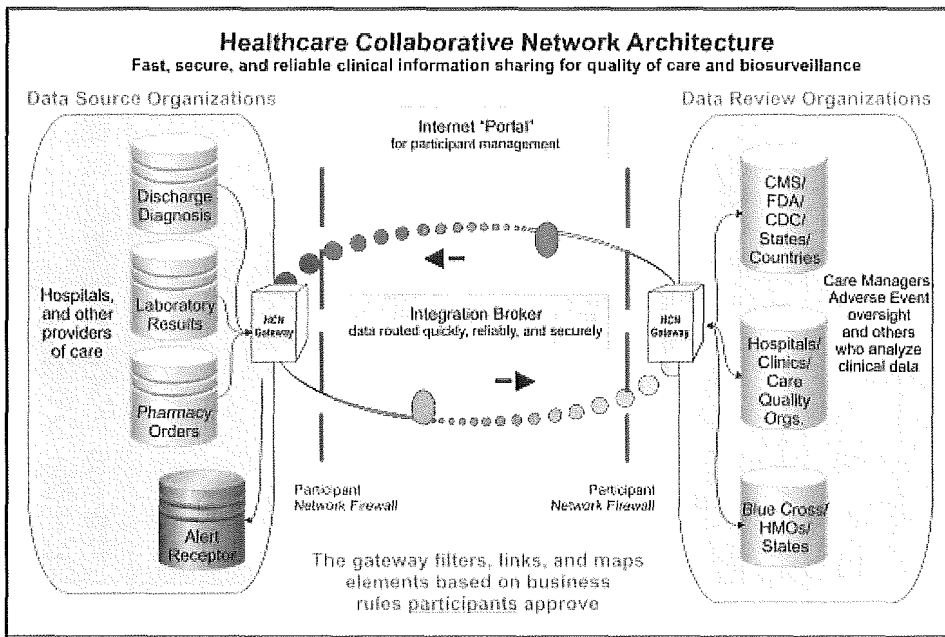 Healthcare Collaborative Network Architecture
Fast, secure, and reliable clinical information sharing for quality of care and biosurveillance
Data Source Organizations
Data Review Organizations
Internet "Portal"
for participant management
Discharge
Diagnosis
Laboratory
Results
Pharmacy
Orders
Alert
Receptor
Hospitals,
and other
providers
of care
HCN
Gateway
Integration Broker
data routed quickly, reliably, and securely
HCN
Gateway
Participant
Network Firewall
Participant
Network Firewall
CMS/
FDA/
CDC/
States/
Countries
Hospitals/
Clinics/
Care
Quality
Orgs.
Blue Cross/
HMOs/
States
Care Managers,
Adverse Event
oversight
and others
who analyze
clinical data
The gateway filters, links, and maps
elements based on business
rules participants approve